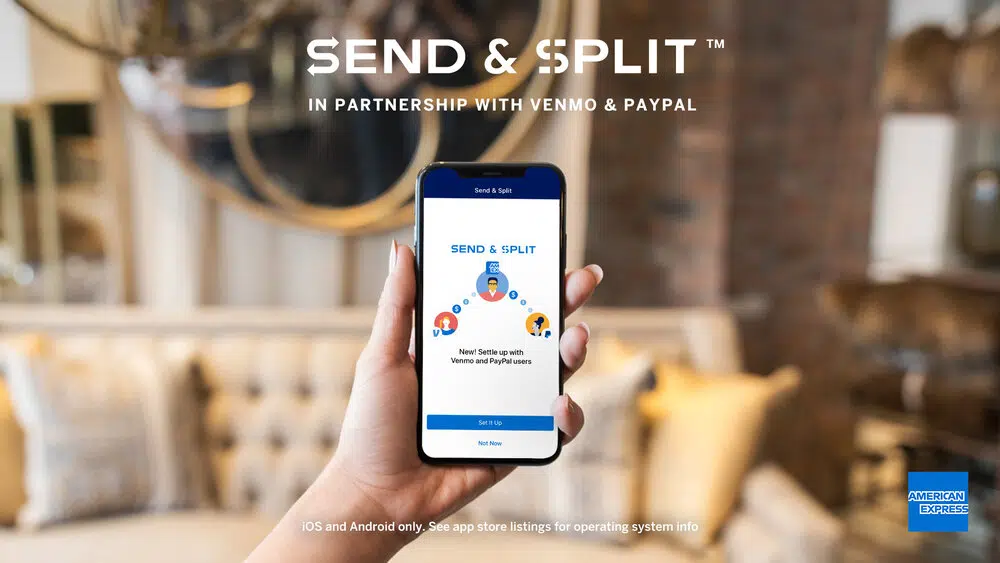 SEND & SPLIT™
IN PARTNERSHIP WITH VENMO & PAYPAL
Send & Split
SEND & SPLIT
New! Settle up with
Venmo and PayPal users
Set It Up
Not Now
iOS and Android only. See app store listings for operating system info
AMERICAN
EXPRESS